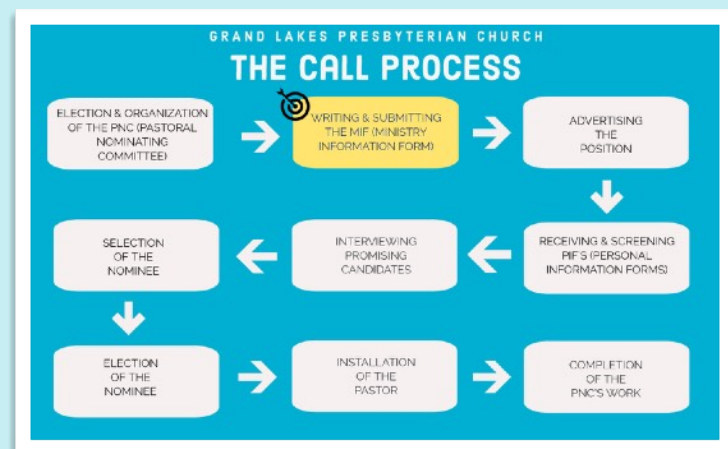 GRAND LAKES PRESBYTERIAN CHURCH
THE CALL PROCESS
ELECTION & ORGANIZATION
OF THE PNC (PASTORAL
NOMINATING
COMMITTEE)
WRITING & SUBMITTING
THE MIF (MINISTRY
INFORMATION FORM)
ADVERTISING
THE
POSITION
RECEIVING & SCREENING
PIF'S (PERSONAL
INFORMATION FORMS)
INTERVIEWING
PROMISING
CANDIDATES
SELECTION
OF THE
NOMINEE
ELECTION
OF THE
NOMINEE
INSTALLATION
OF THE
PASTOR
COMPLETION
OF THE
PNC'S WORK